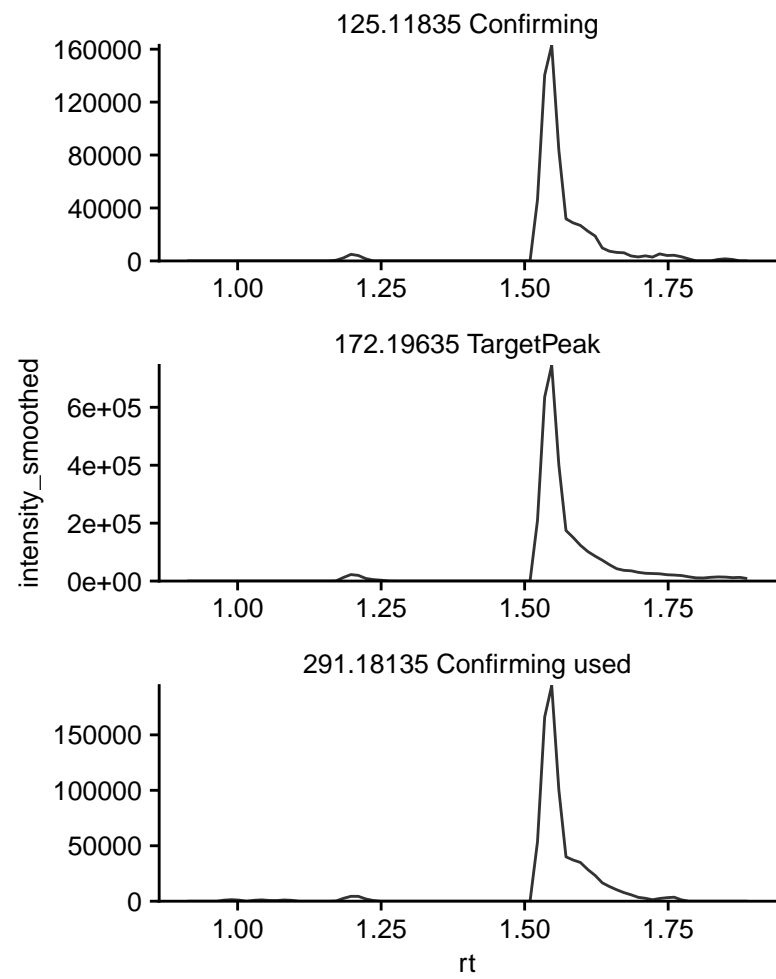 125.11835 Confirming
160000
120000
80000
40000
0
1.00 1.25 1.50 1.75
172.19635 TargetPeak
intensity_smoothed
6e+05
4e+05
2e+05
0e+00
1.00 1.25 1.50 1.75
291.18135 Confirming used
150000
100000
50000
0
1.00 1.25 1.50 1.75
rt